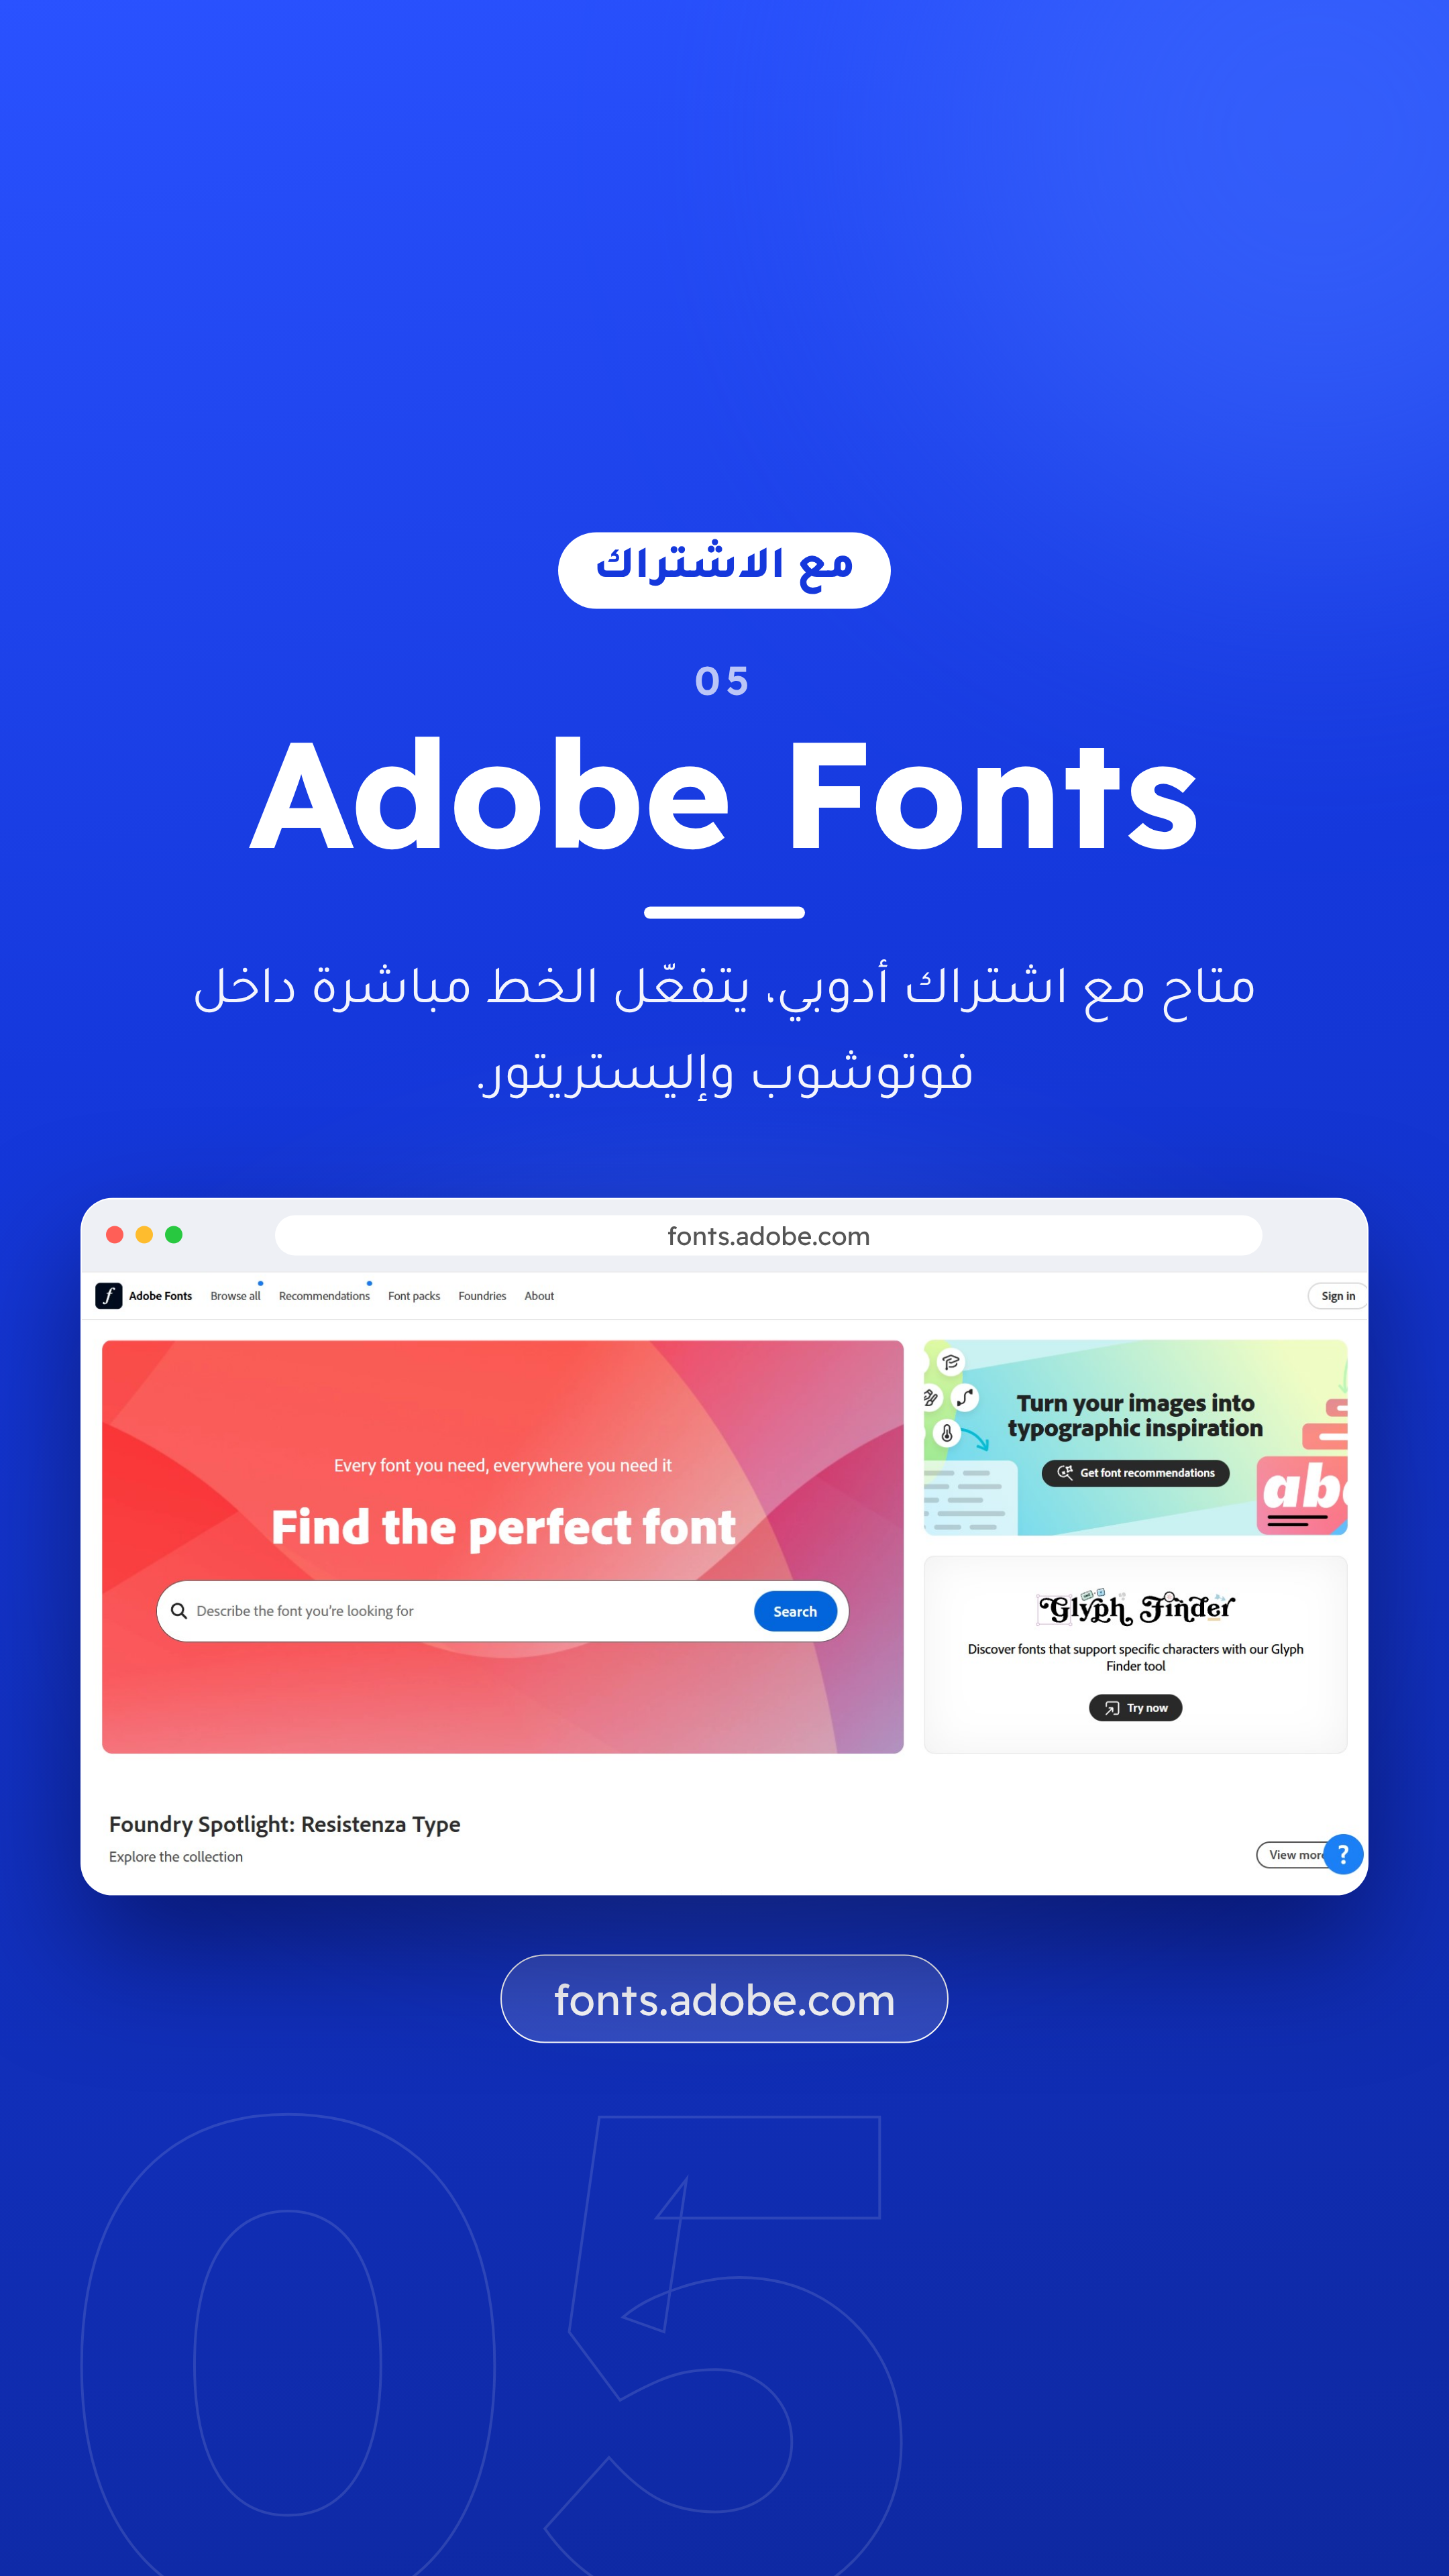 مع الاشتراك
05
Adobe Fonts
متاح مع اشتراك أدوبي، يتفعّل الخط مباشرة داخل
فوتوشوب وإليستريتور.
fonts.adobe.com
Adobe Fonts Browse all Recommendations Font packs Foundries About Sign in
Every font you need, everywhere you need it
Find the perfect font
Describe the font you're looking for Search
Turn your images into
typographic inspiration
Get font recommendations
abc
Glyph Finder
Discover fonts that support specific characters with our Glyph
Finder tool
Try now
Foundry Spotlight: Resistenza Type
Explore the collection
View more ?
fonts.adobe.com
05